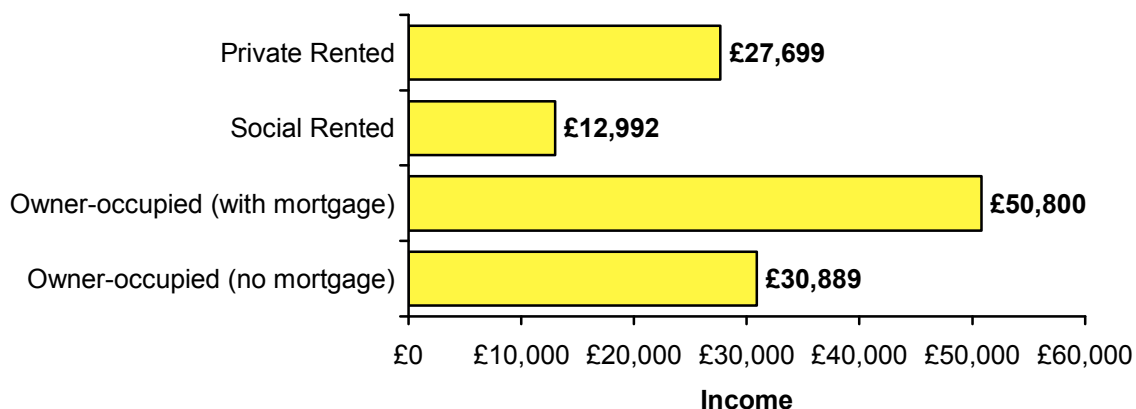 Private Rented £27,699
Social Rented £12,992
Owner-occupied (with mortgage) £50,800
Owner-occupied (no mortgage) £30,889
£0 £10,000 £20,000 £30,000 £40,000 £50,000 £60,000
Income